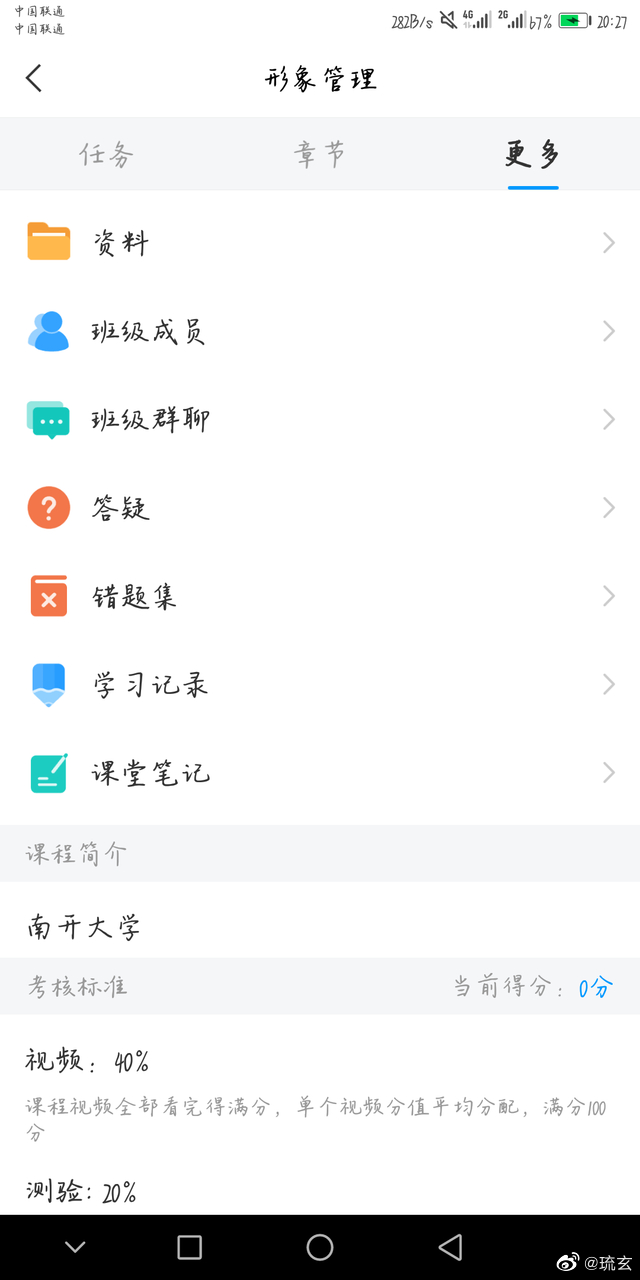 中国联通
中国联通
282B/s 4G 2G 67% 20:27
形象管理
任务 章节 更多
资料
班级成员
班级群聊
答疑
错题集
学习记录
课堂笔记
课程简介
南开大学
考核标准 当前得分：0分
视频：40%
课程视频全部看完得满分，单个视频分值平均分配，满分100
分
测验：20%
@琉玄